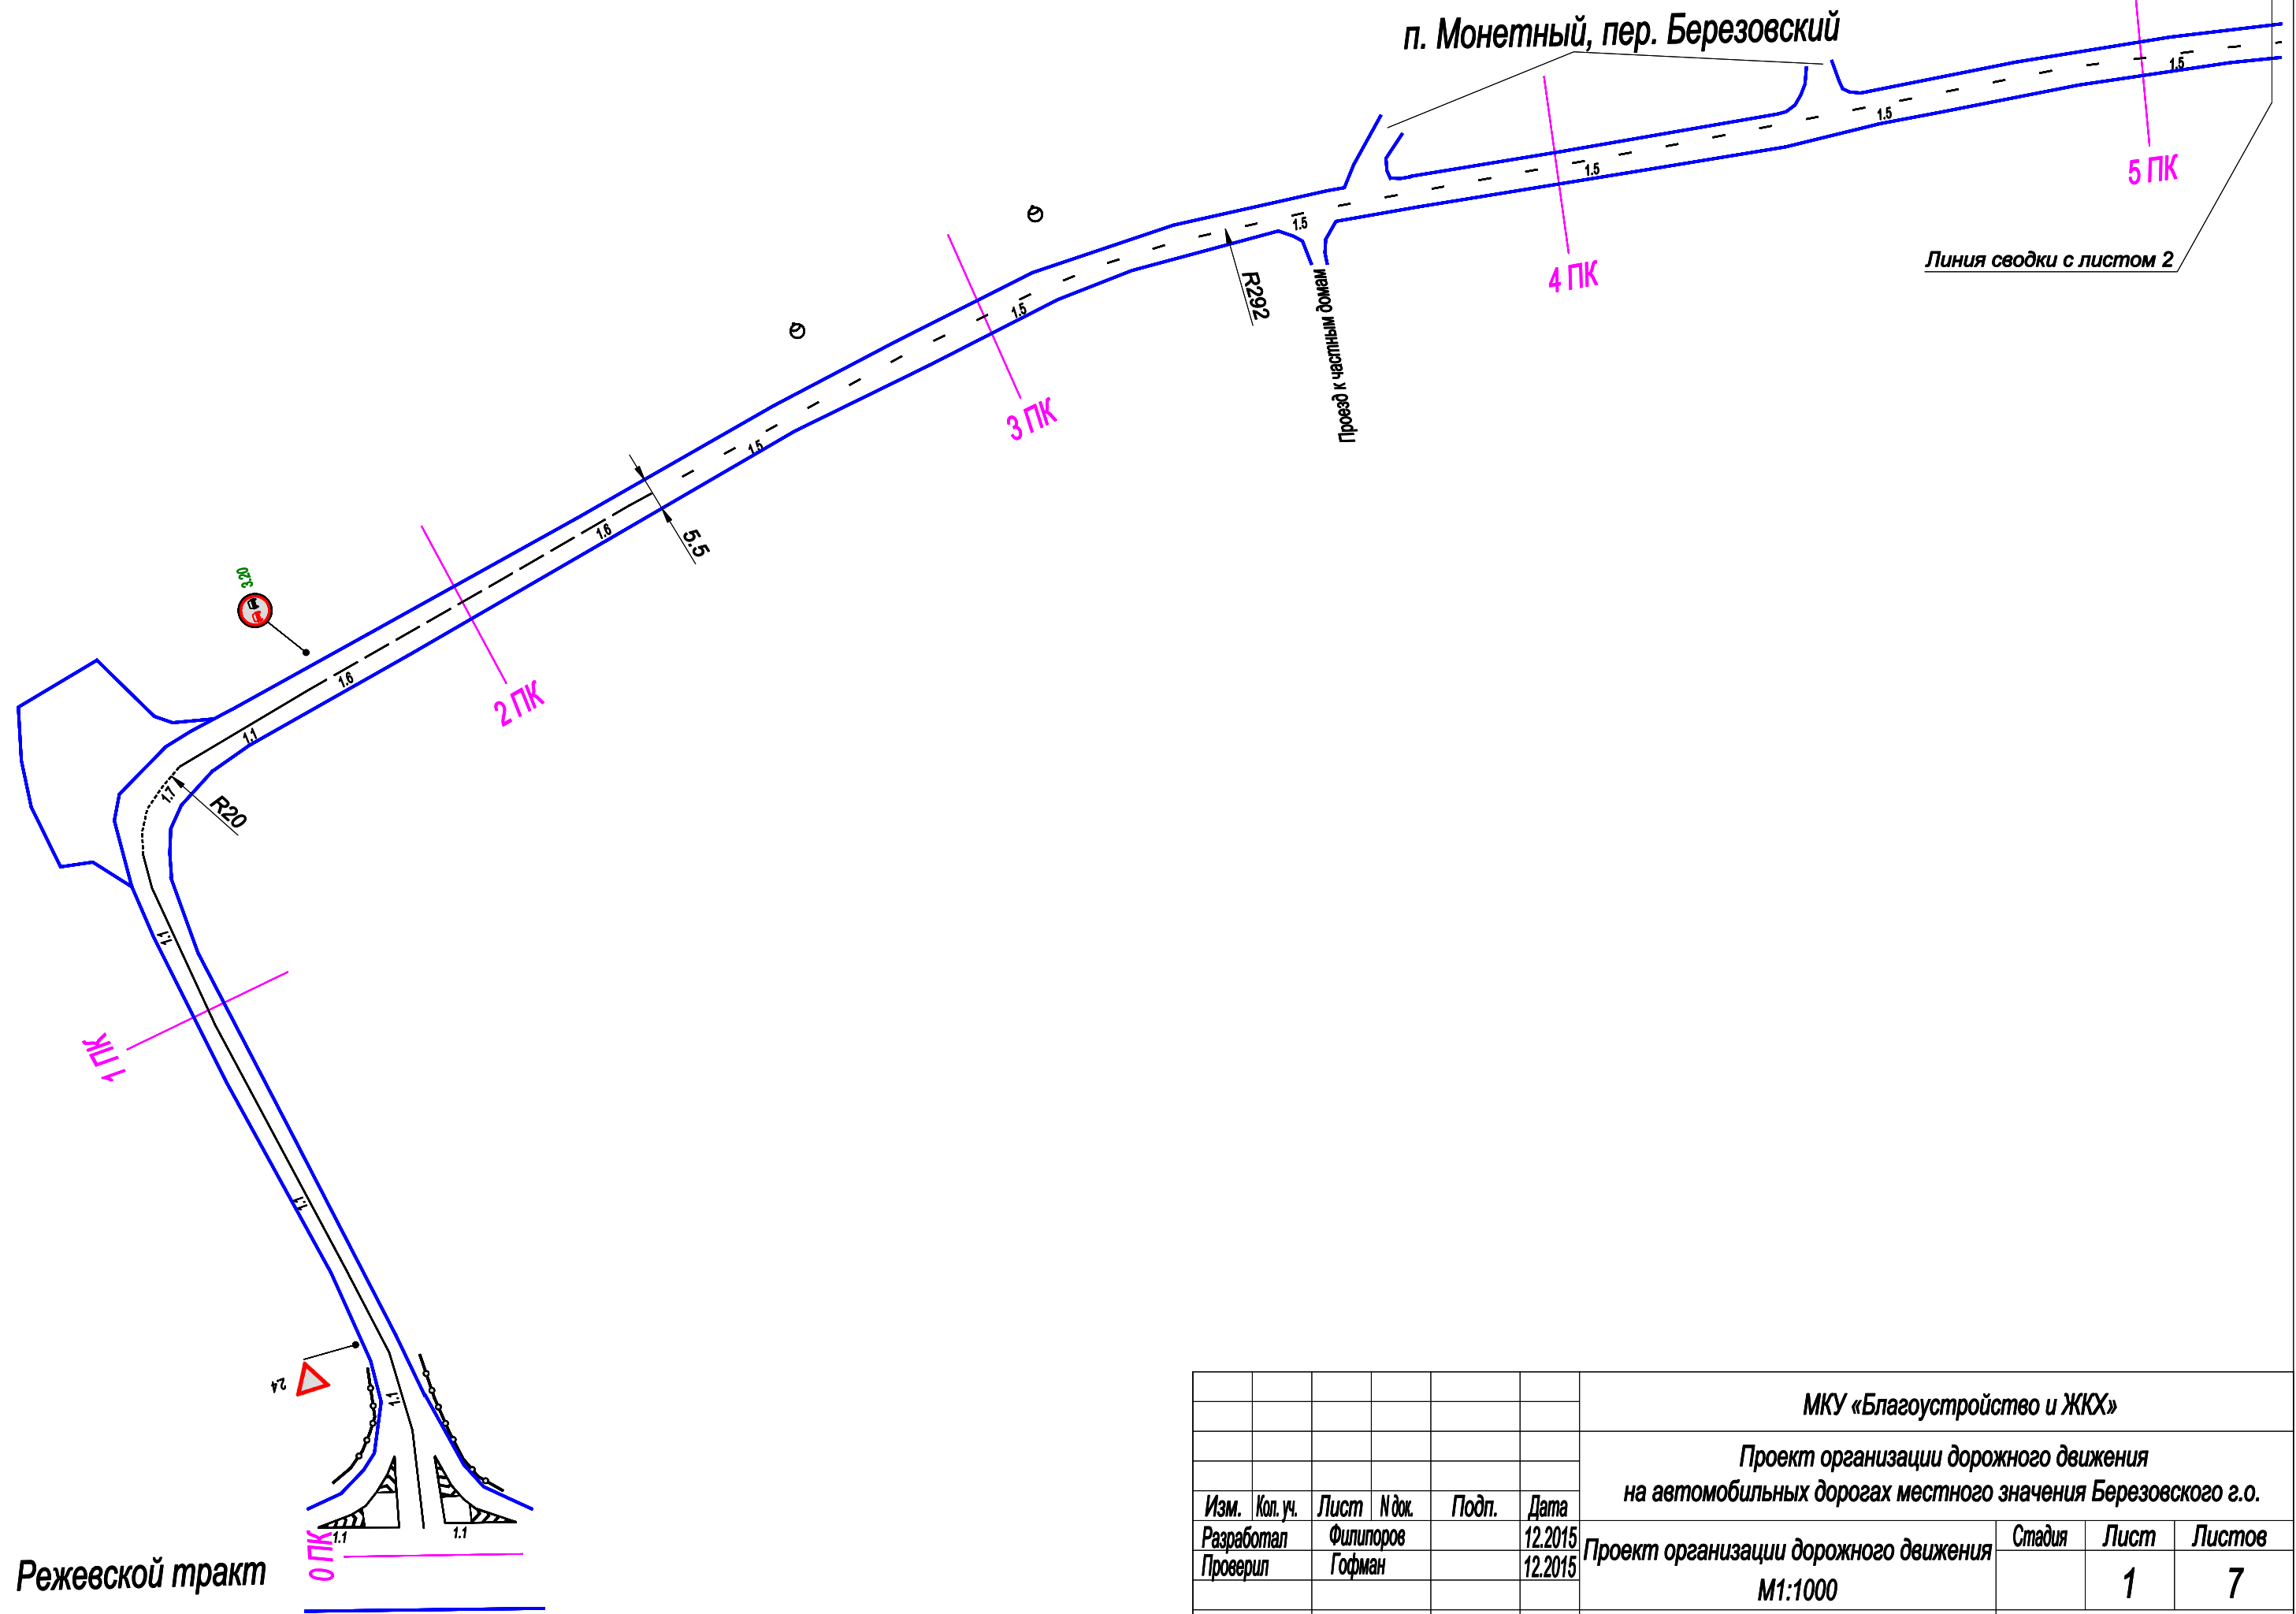 п. Монетный, пер. Березовский
1.5
1.5
1.5
5 ПК
1.5
R292
4 ПК
Линия сводки с листом 2
Проезд к частным домам
1.5
3 ПК
1.5
5.5
1.6
3.20
1.6
2 ПК
1.1
1.7
R20
1.1
1 ПК
1.1
2.4
1.1
1.1
1.1
0 ПК
Режевской тракт
МКУ «Благоустройство и ЖКХ»
Проект организации дорожного движения
на автомобильных дорогах местного значения Березовского г.о.
Изм. Кол. уч. Лист N док. Подп. Дата
Разработал Филипоров 12.2015
Проверил Гофман 12.2015
Проект организации дорожного движения
М1:1000
Стадия Лист Листов
1 7